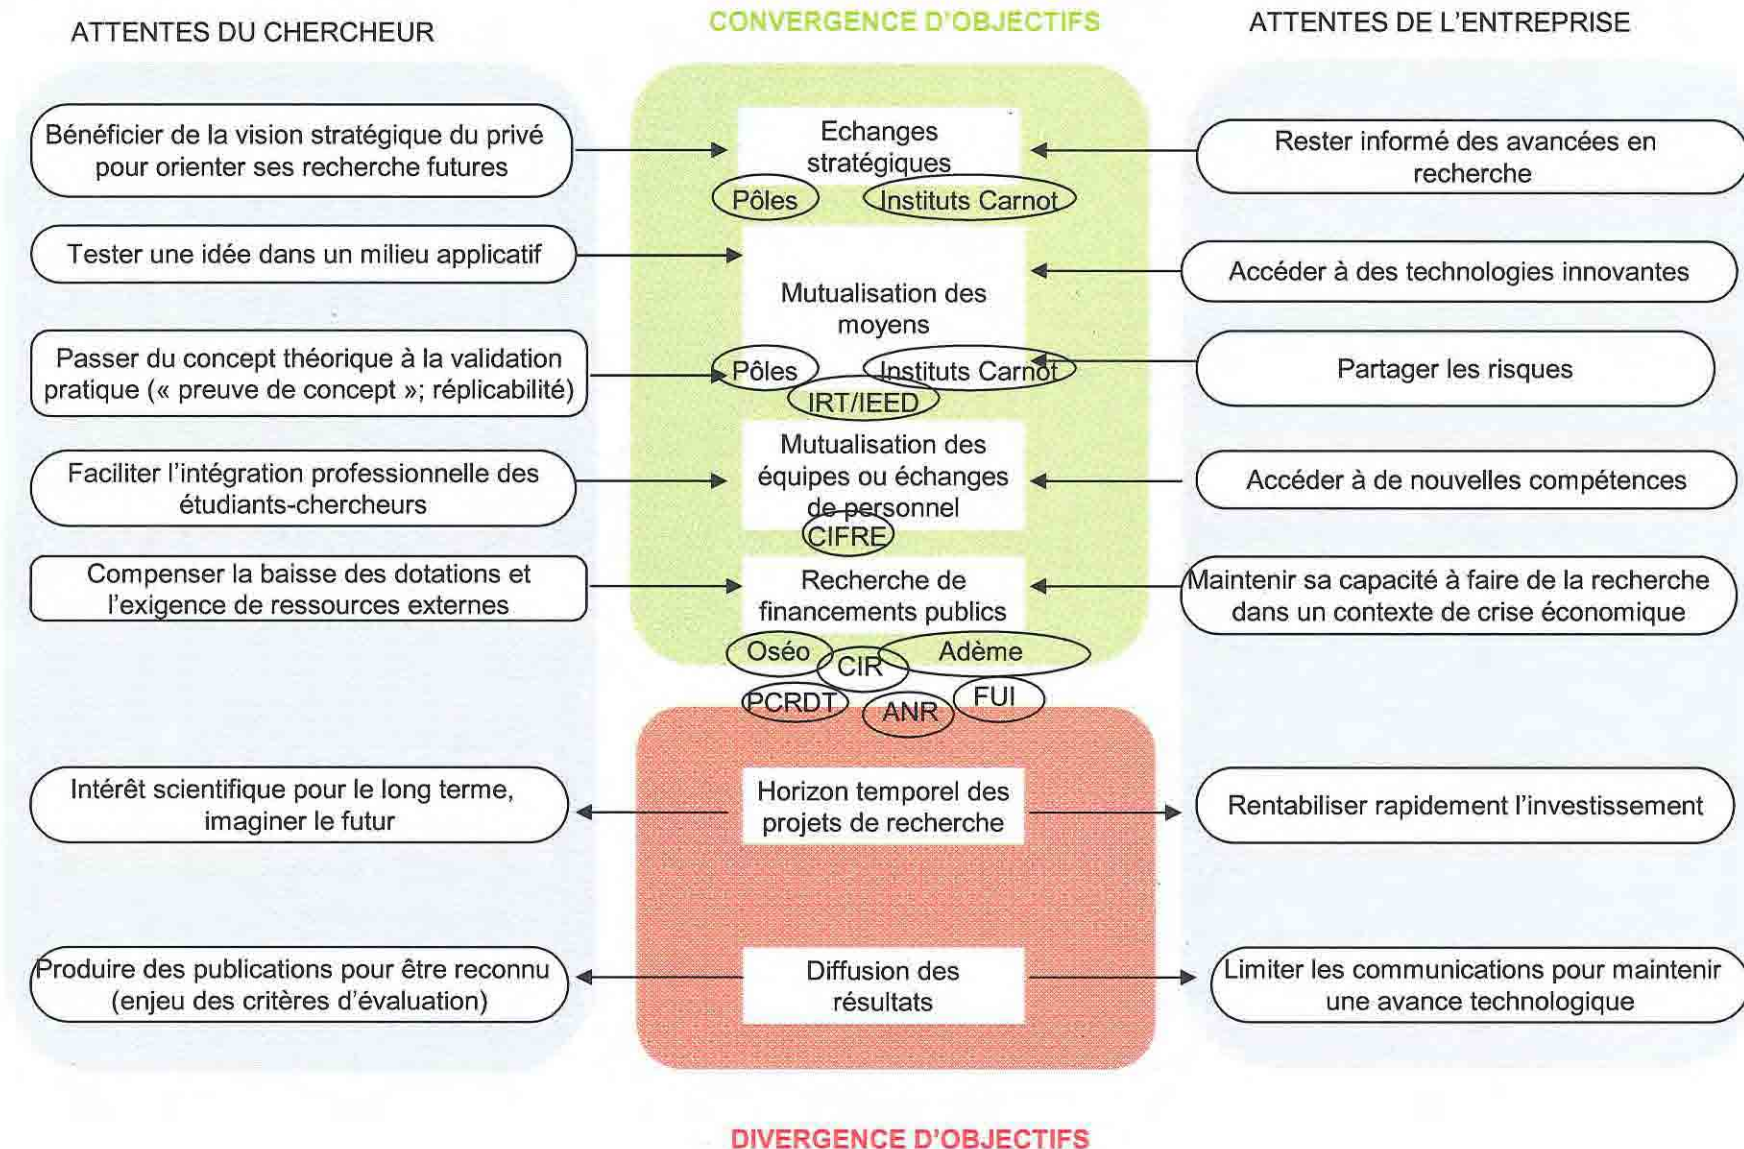 ATTENTES DU CHERCHEUR
CONVERGENCE D'OBJECTIFS
ATTENTES DE L'ENTREPRISE
Bénéficier de la vision stratégique du privé
pour orienter ses recherche futures
Echanges
stratégiques
Pôles
Instituts Carnot
Rester informé des avancées en
recherche
Tester une idée dans un milieu applicatif
Mutualisation des
moyens
Accéder à des technologies innovantes
Passer du concept théorique à la validation
pratique (« preuve de concept »; réplicabilité)
Pôles
Instituts Carnot
IRT/IEED
Partager les risques
Faciliter l'intégration professionnelle des
étudiants-chercheurs
Mutualisation des
équipes ou échanges
de personnel
CIFRE
Accéder à de nouvelles compétences
Compenser la baisse des dotations et
l'exigence de ressources externes
Recherche de
financements publics
Maintenir sa capacité à faire de la recherche
dans un contexte de crise économique
Oséo
CIR
Adème
PCRDT
ANR
FUI
Intérêt scientifique pour le long terme,
imaginer le futur
Horizon temporel des
projets de recherche
Rentabiliser rapidement l'investissement
Produire des publications pour être reconnu
(enjeu des critères d'évaluation)
Diffusion des
résultats
Limiter les communications pour maintenir
une avance technologique
DIVERGENCE D'OBJECTIFS